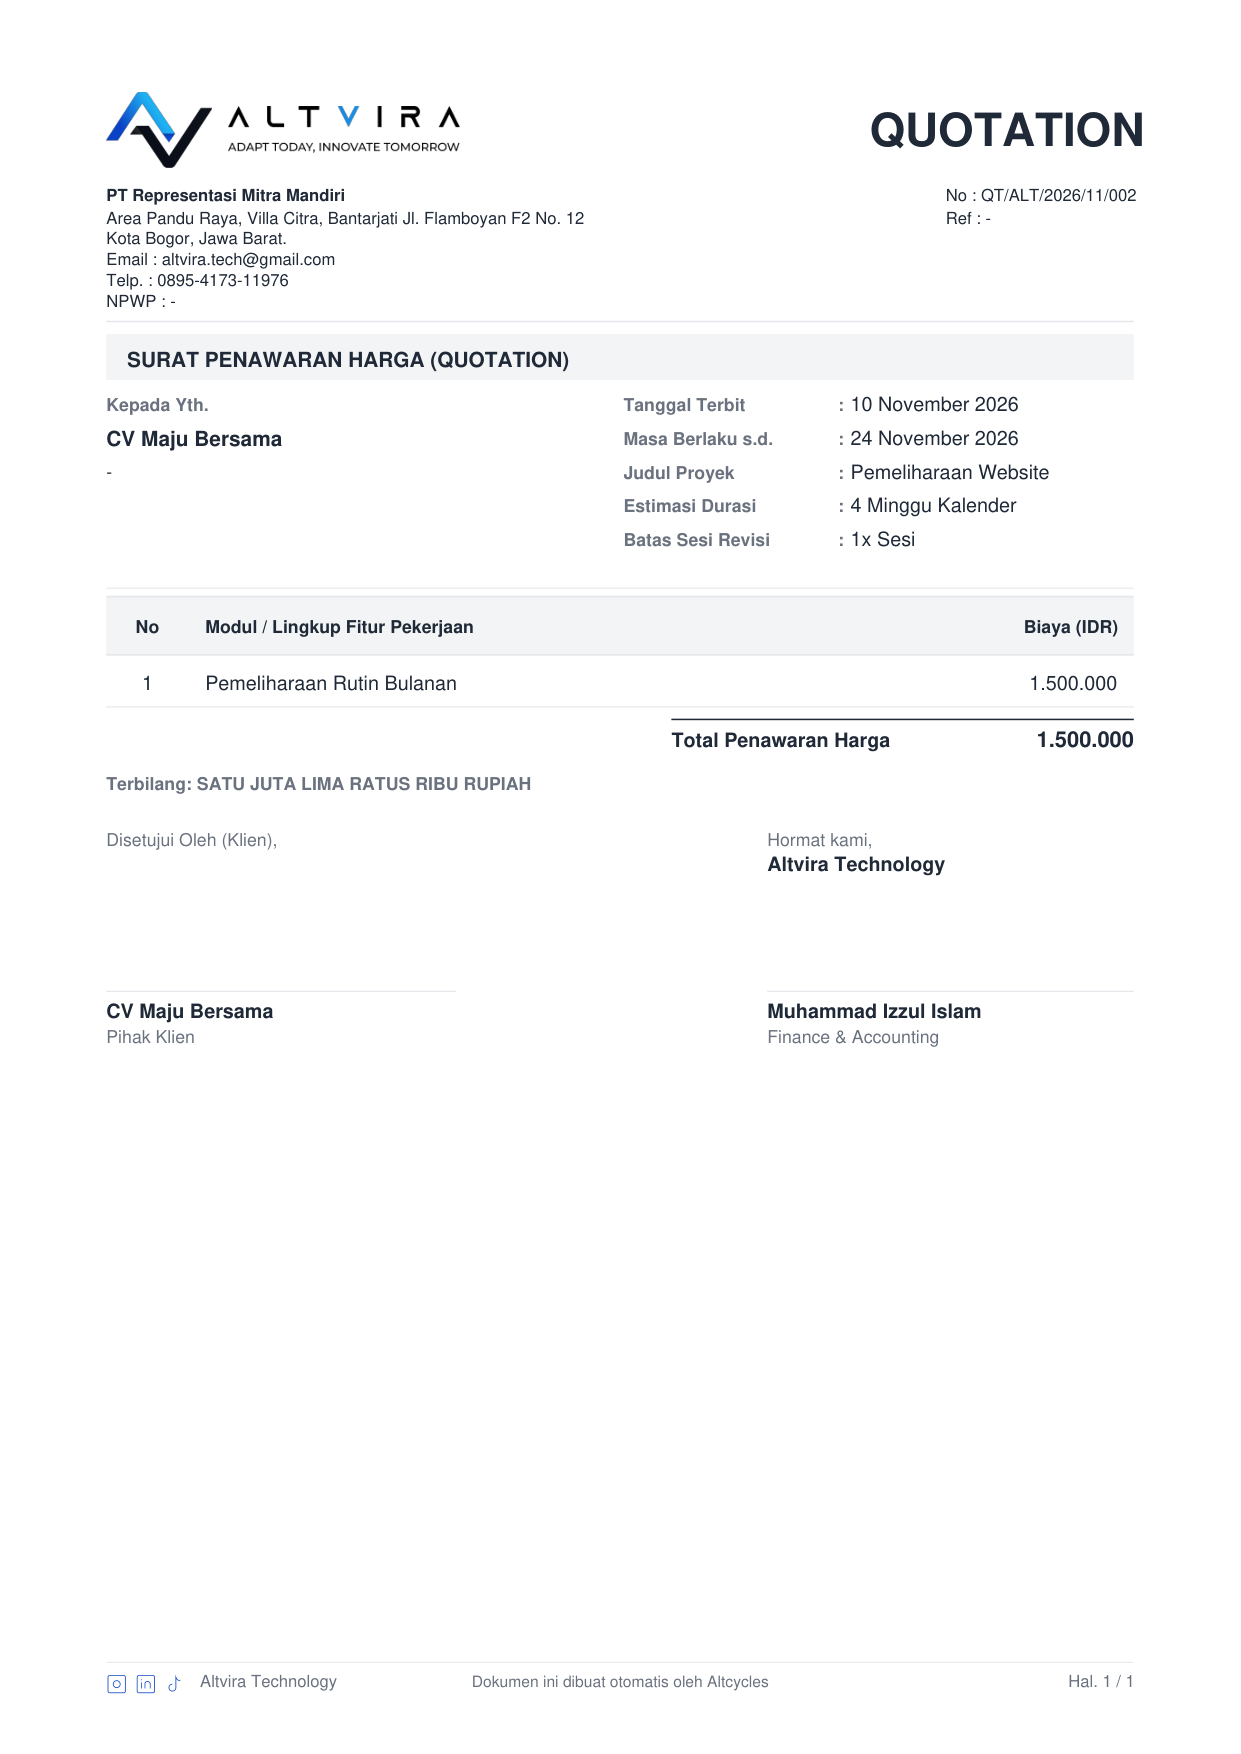 ALTVIRA
ADAPT TODAY, INNOVATE TOMORROW
QUOTATION
PT Representasi Mitra Mandiri
Area Pandu Raya, Villa Citra, Bantarjati Jl. Flamboyan F2 No. 12
Kota Bogor, Jawa Barat.
Email : altvira.tech@gmail.com
Telp. : 0895-4173-11976
NPWP : -
No : QT/ALT/2026/11/002
Ref : -
SURAT PENAWARAN HARGA (QUOTATION)
Kepada Yth.
CV Maju Bersama
-
Tanggal Terbit : 10 November 2026
Masa Berlaku s.d. : 24 November 2026
Judul Proyek : Pemeliharaan Website
Estimasi Durasi : 4 Minggu Kalender
Batas Sesi Revisi : 1x Sesi
No Modul / Lingkup Fitur Pekerjaan Biaya (IDR)
1 Pemeliharaan Rutin Bulanan 1.500.000
Total Penawaran Harga 1.500.000
Terbilang: SATU JUTA LIMA RATUS RIBU RUPIAH
Disetujui Oleh (Klien),
CV Maju Bersama
Pihak Klien
Hormat kami,
Altvira Technology
Muhammad Izzul Islam
Finance & Accounting
Altvira Technology Dokumen ini dibuat otomatis oleh Altcycles Hal. 1 / 1